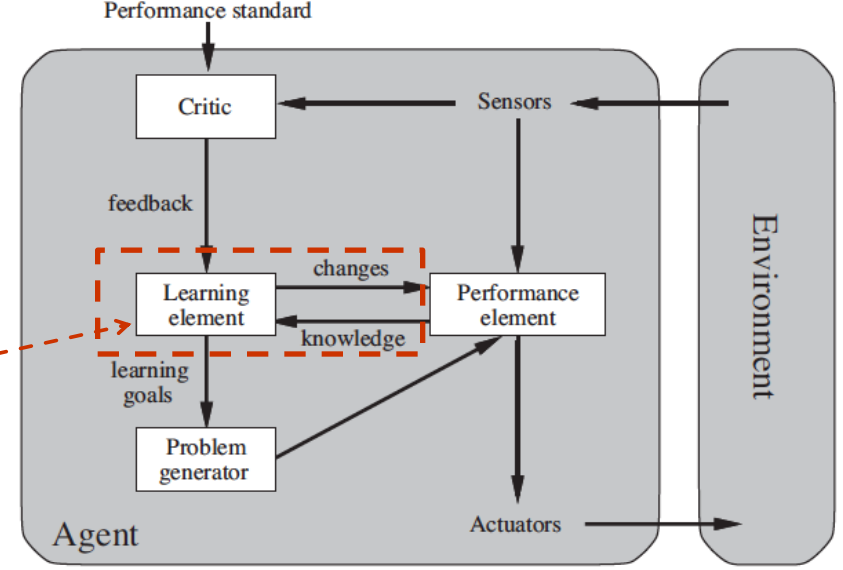 Performance standard
Critic
Sensors
feedback
changes
Learning
element
Performance
element
knowledge
learning
goals
Problem
generator
Agent
Actuators
Environment